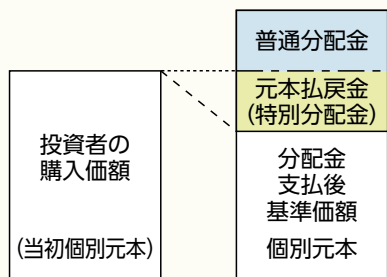 普通分配金
元本払戻金
(特別分配金)
投資者の
購入価額
(当初個別元本)
分配金
支払後
基準価額
個別元本